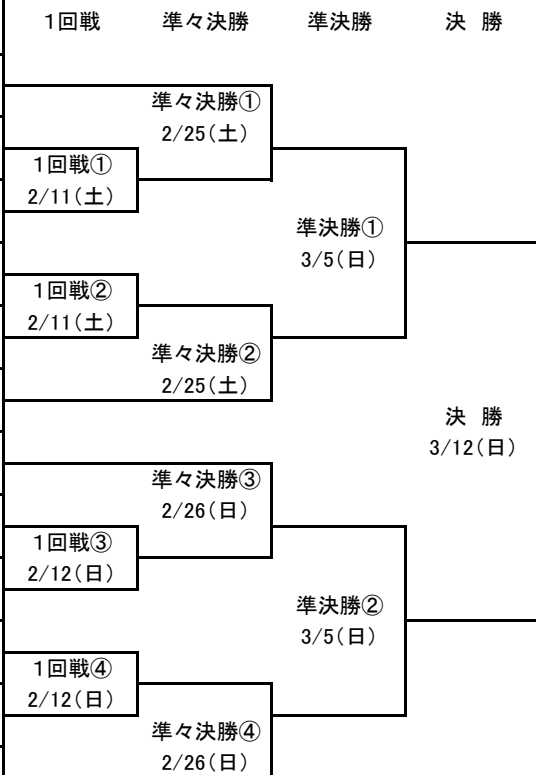 1回戦 準々決勝 準決勝 決 勝
準々決勝①
2/25(土)
1回戦①
2/11(土)
準決勝①
3/5(日)
1回戦②
2/11(土)
準々決勝②
2/25(土)
決 勝
3/12(日)
準々決勝③
2/26(日)
1回戦③
2/12(日)
準決勝②
3/5(日)
1回戦④
2/12(日)
準々決勝④
2/26(日)